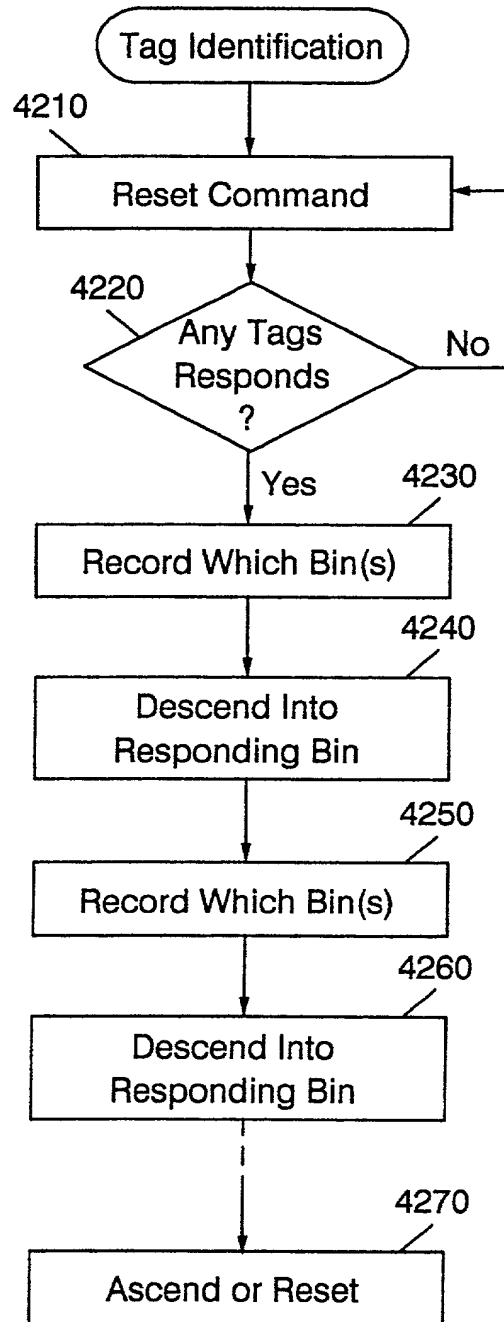 Tag Identification
4210
Reset Command
4220
Any Tags
Responds
?
No
Yes
4230
Record Which Bin(s)
4240
Descend Into
Responding Bin
4250
Record Which Bin(s)
4260
Descend Into
Responding Bin
4270
Ascend or Reset